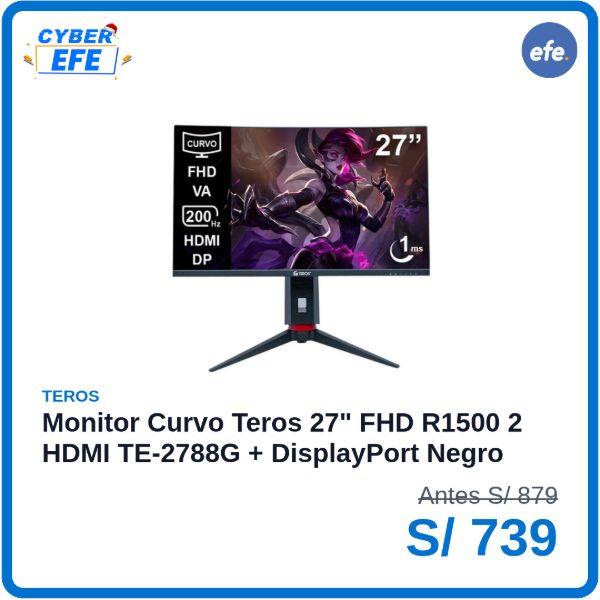 CYBER
EFE
efe.
CURVO
FHD
VA
200Hz
HDMI
DP
27”
1ms
TEROS
TEROS
Monitor Curvo Teros 27" FHD R1500 2
HDMI TE-2788G + DisplayPort Negro
Antes S/ 879
S/ 739